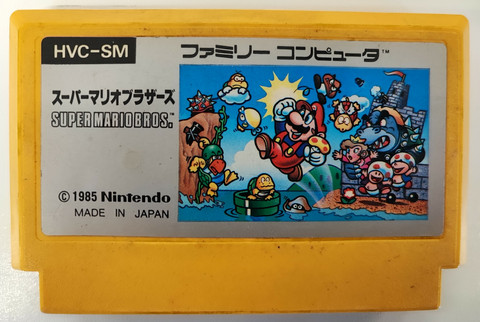 HVC-SM
ファミリー コンピュータ™
スーパーマリオブラザーズ
SUPER MARIO BROS.™
© 1985 Nintendo
MADE IN JAPAN